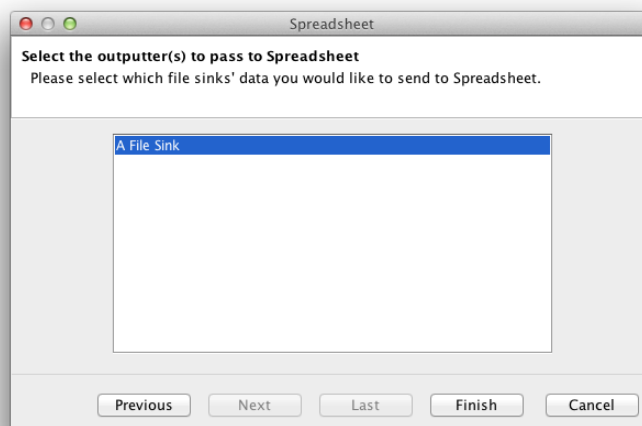 Spreadsheet
Select the outputter(s) to pass to Spreadsheet
Please select which file sinks' data you would like to send to Spreadsheet.
A File Sink
Previous Next Last Finish Cancel